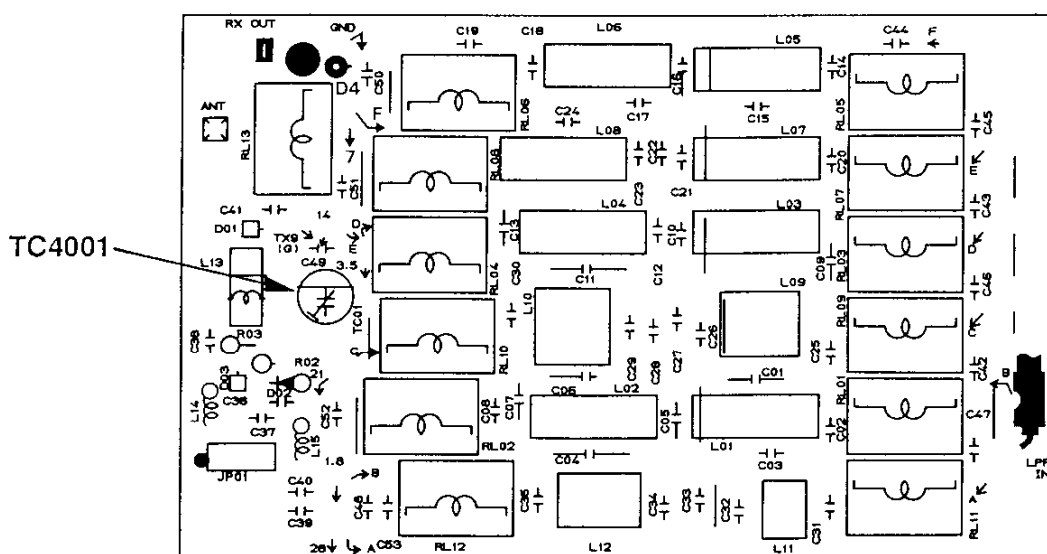 RX OUT
GND
C19
C18
L06
L05
C44
F
D4
C50
C16
C14
ANT
RL13
F
RL06
C24
C17
C15
RL05
C45
7
L08
L07
C51
RL08
C22
C20
E
C23
C21
RL07
C43
C41
14
D01
D
L04
L03
TX9
(G)
E
C13
C10
D
TC4001
L13
C49
3.5
RL04
C30
C11
C12
C09
RL03
C46
L10
L09
RL09
TC01
C38
R03
RL10
C26
C
C
C29
C28
C27
C25
C42
D03
R02
21
C06
C01
B
L14
C36
D02
L02
RL01
C52
C08
C07
C05
C02
C47
C37
L15
RL02
L01
JP01
1.8
B
C04
C03
LPF
IN
C40
C48
C35
C34
C33
C32
A
C39
C31
RL11
26
A
C53
RL12
L12
L11